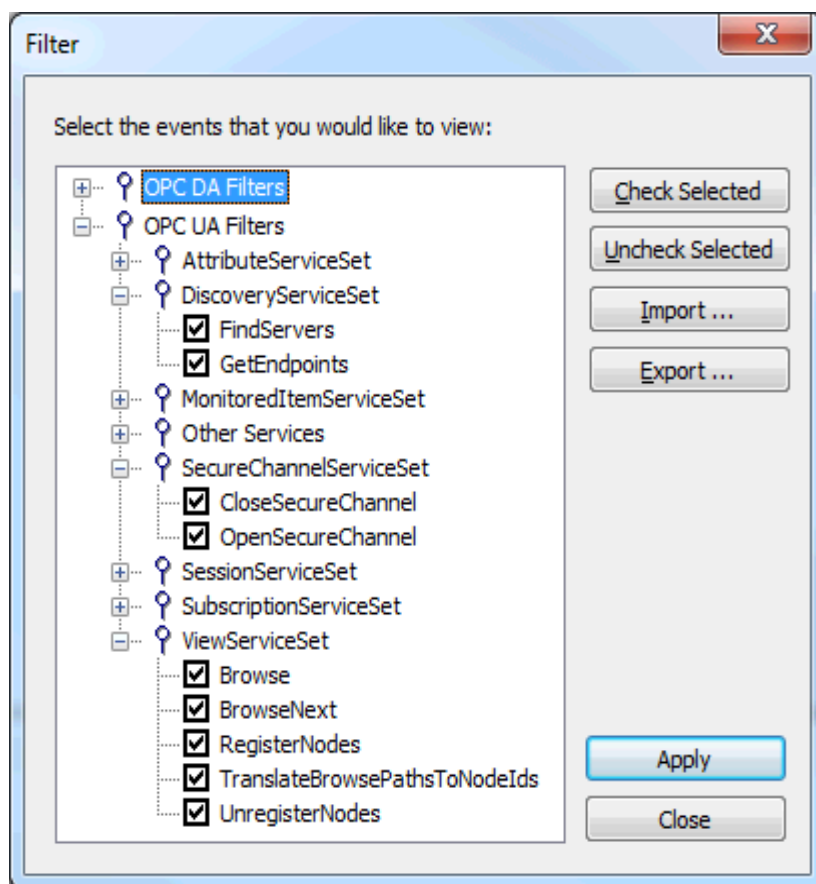 Filter
Select the events that you would like to view:
OPC DA Filters
OPC UA Filters
AttributeServiceSet
DiscoveryServiceSet
FindServers
GetEndpoints
MonitoredItemServiceSet
Other Services
SecureChannelServiceSet
CloseSecureChannel
OpenSecureChannel
SessionServiceSet
SubscriptionServiceSet
ViewServiceSet
Browse
BrowseNext
RegisterNodes
TranslateBrowsePathsToNodeIds
UnregisterNodes
Check Selected
Uncheck Selected
Import ...
Export ...
Apply
Close